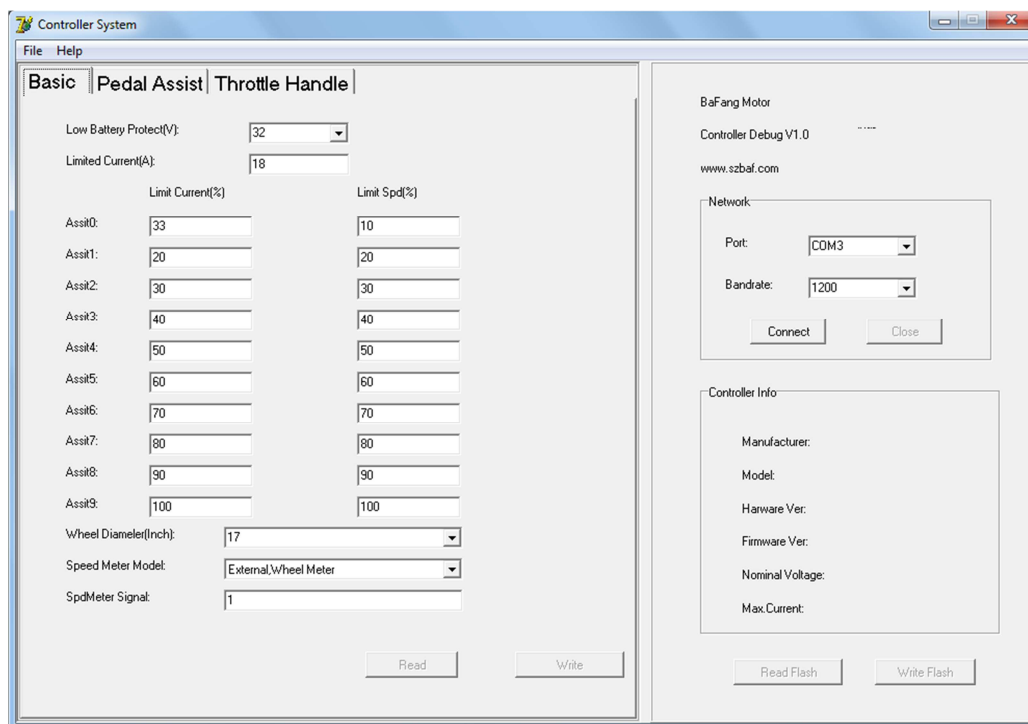 Controller System
File Help
Basic Pedal Assist Throttle Handle
Low Battery Protect(V): 32
Limited Current(A): 18
Limit Current(%) Limit Spd(%)
Assit0: 33 10
Assit1: 20 20
Assit2: 30 30
Assit3: 40 40
Assit4: 50 50
Assit5: 60 60
Assit6: 70 70
Assit7: 80 80
Assit8: 90 90
Assit9: 100 100
Wheel Diameler(Inch): 17
Speed Meter Model: External,Wheel Meter
SpdMeter Signal: 1
Read Write
BaFang Motor
Controller Debug V1.0
www.szbaf.com
Network
Port: COM3
Bandrate: 1200
Connect Close
Controller Info
Manufacturer:
Model:
Harware Ver:
Firmware Ver:
Nominal Voltage:
Max.Current:
Read Flash Write Flash